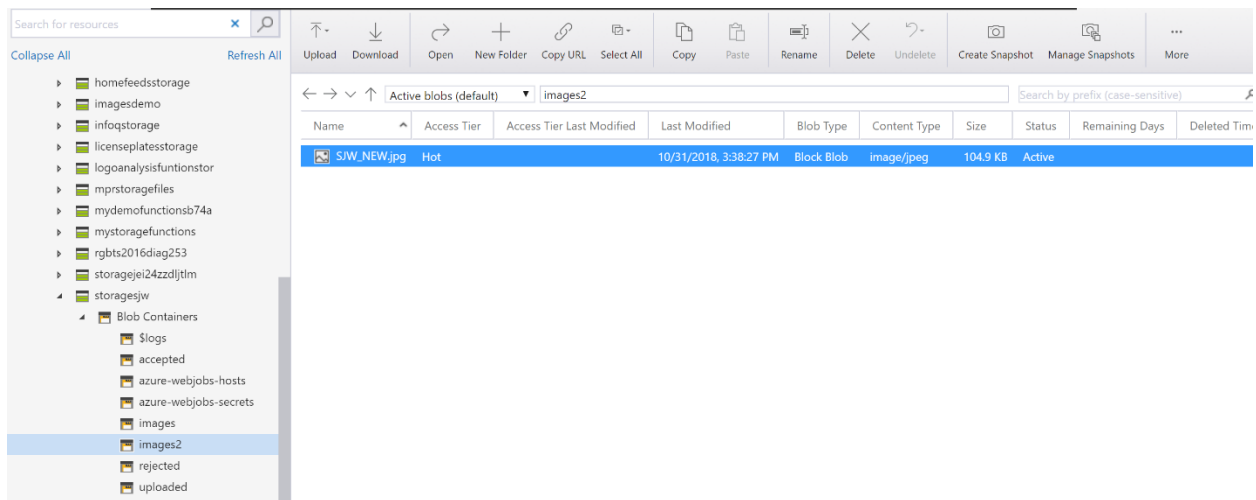 Search for resources
Collapse All Refresh All
homefeedsstorage
imagesdemo
infoqstorage
licenseplatesstorage
logoanalysisfuntionstor
mprstoragefiles
mydemofunctionsb74a
mystoragefunctions
rgbts2016diag253
storagejei24zzdljtlm
storagesjw
Blob Containers
$logs
accepted
azure-webjobs-hosts
azure-webjobs-secrets
images
images2
rejected
uploaded
Upload Download Open New Folder Copy URL Select All Copy Paste Rename Delete Undelete Create Snapshot Manage Snapshots More
Active blobs (default) images2 Search by prefix (case-sensitive)
Name Access Tier Access Tier Last Modified Last Modified Blob Type Content Type Size Status Remaining Days Deleted Time
SJW_NEW.jpg Hot 10/31/2018, 3:38:27 PM Block Blob image/jpeg 104.9 KB Active